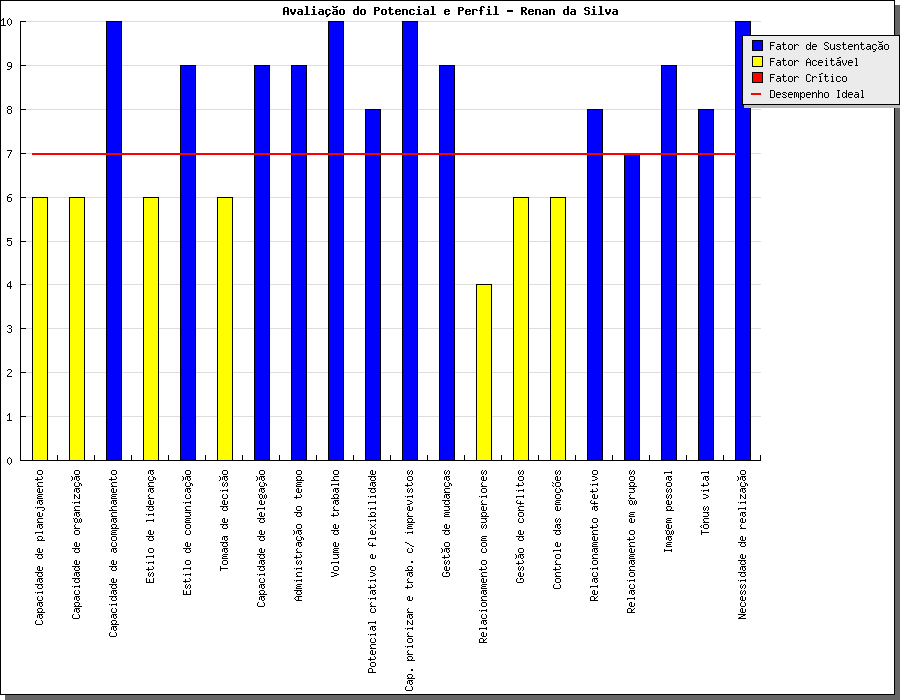 Avaliação do Potencial e Perfil - Renan da Silva
10
9
8
7
6
5
4
3
2
1
0
Fator de Sustentação
Fator Aceitável
Fator Crítico
Desempenho Ideal
Capacidade de planejamento
Capacidade de organização
Capacidade de acompanhamento
Estilo de liderança
Estilo de comunicação
Tomada de decisão
Capacidade de delegação
Administração do tempo
Volume de trabalho
Potencial criativo e flexibilidade
Cap. priorizar e trab. c/ imprevistos
Gestão de mudanças
Relacionamento com superiores
Gestão de conflitos
Controle das emoções
Relacionamento afetivo
Relacionamento em grupos
Imagem pessoal
Tônus vital
Necessidade de realização